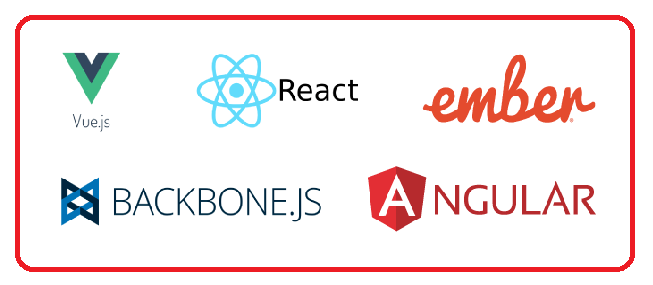 Vue.js
React
ember
BACKBONE.JS
ANGULAR